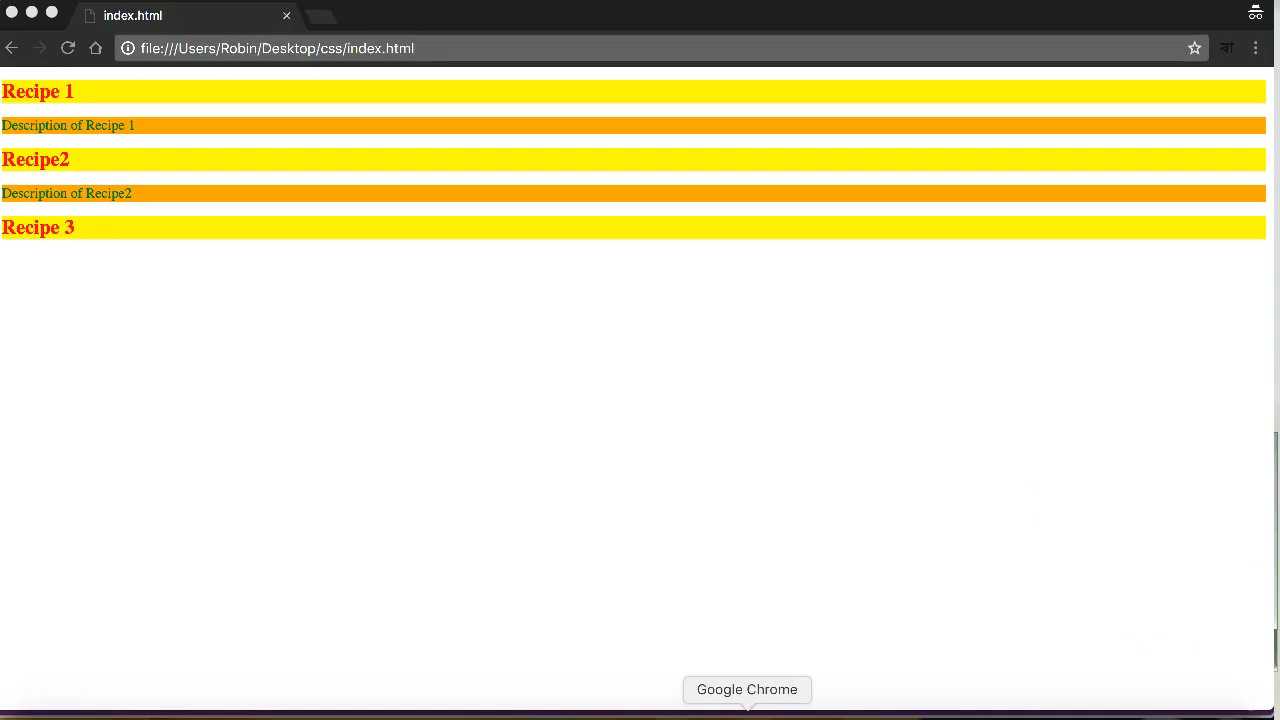 index.html
file:///Users/Robin/Desktop/css/index.html
বা
Recipe 1
Description of Recipe 1
Recipe2
Description of Recipe2
Recipe 3
Google Chrome